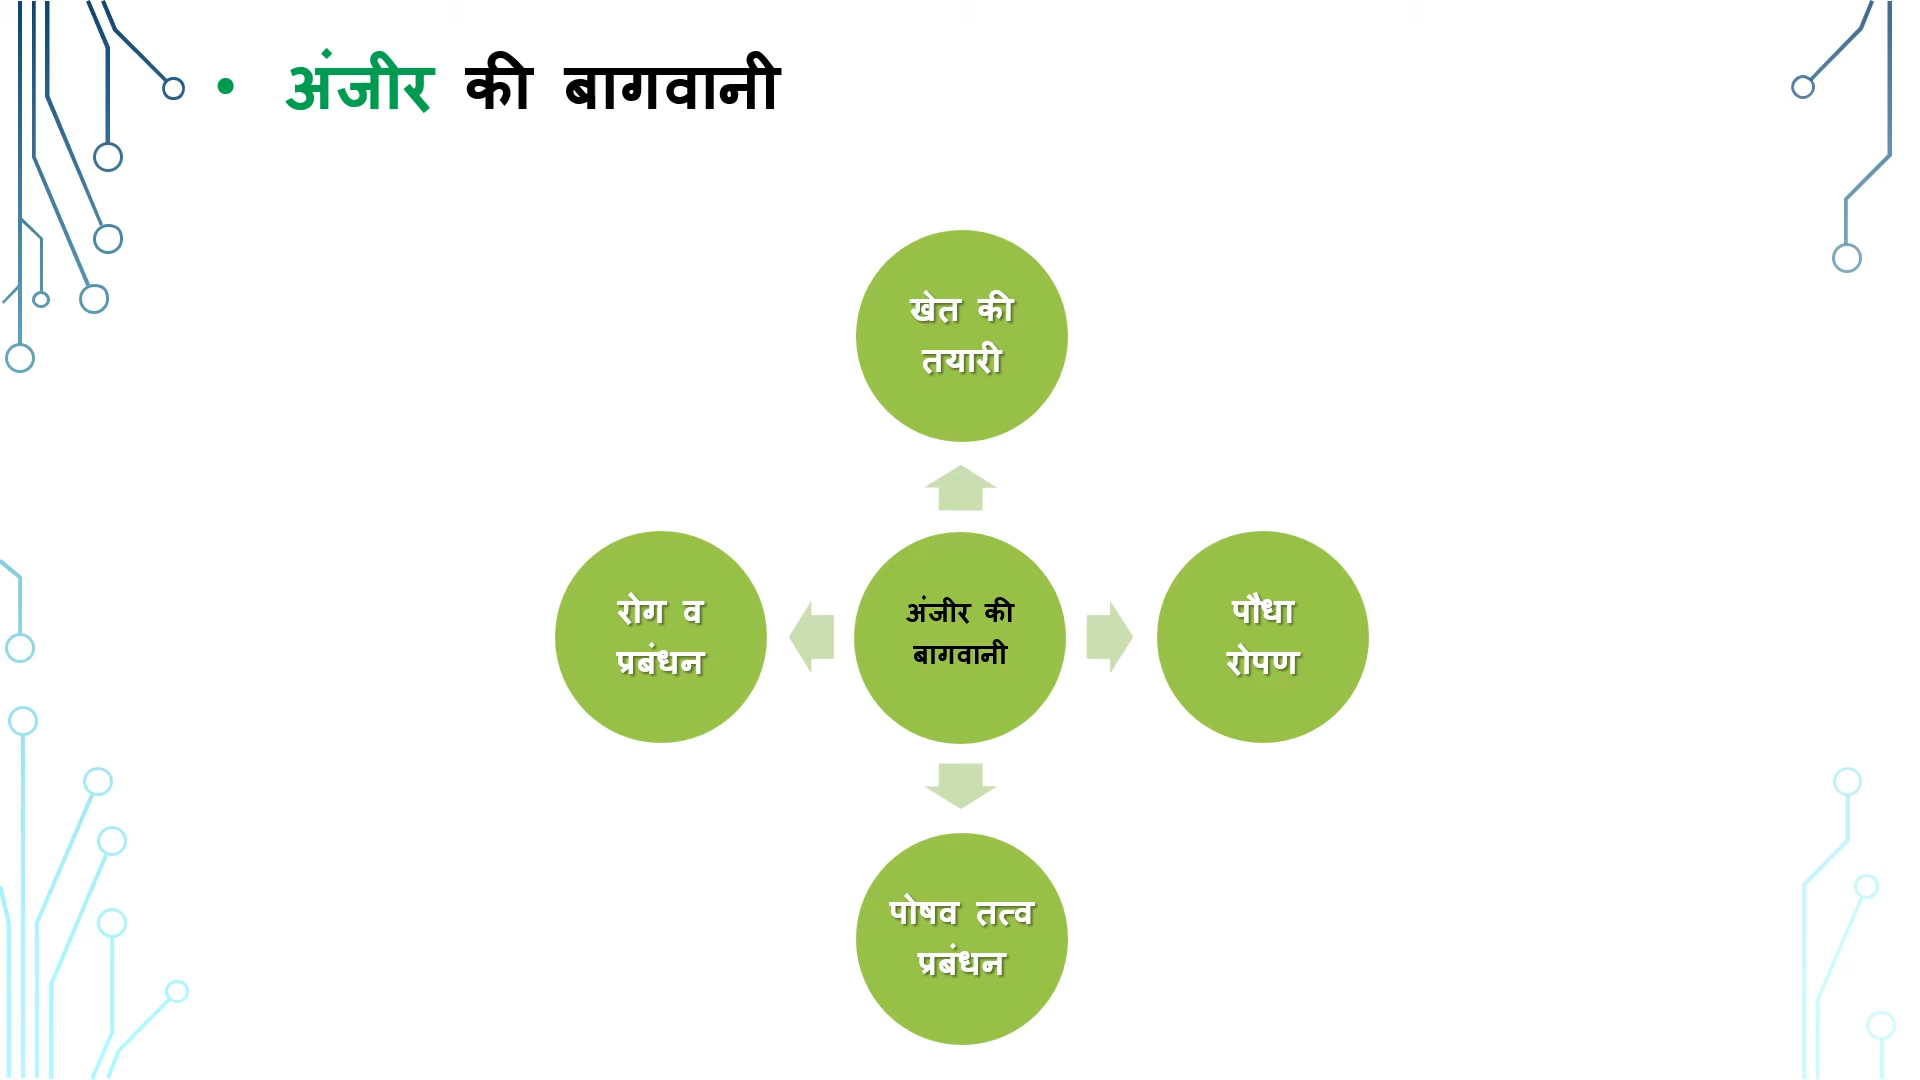 • अंजीर की बागवानी
खेत की
तयारी
रोग व
प्रबंधन
अंजीर की
बागवानी
पौधा
रोपण
पोषव तत्व
प्रबंधन